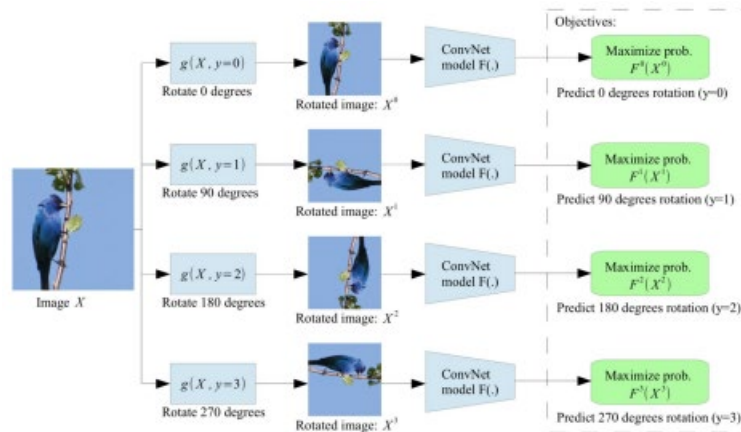 Objectives:
g(X, y=0)
Rotate 0 degrees
Rotated image: X⁰
ConvNet
model F(.)
Maximize prob.
F⁰(X⁰)
Predict 0 degrees rotation (y=0)
g(X, y=1)
Rotate 90 degrees
Rotated image: X¹
ConvNet
model F(.)
Maximize prob.
F¹(X¹)
Predict 90 degrees rotation (y=1)
Image X
g(X, y=2)
Rotate 180 degrees
Rotated image: X²
ConvNet
model F(.)
Maximize prob.
F²(X²)
Predict 180 degrees rotation (y=2)
g(X, y=3)
Rotate 270 degrees
Rotated image: X³
ConvNet
model F(.)
Maximize prob.
F³(X³)
Predict 270 degrees rotation (y=3)